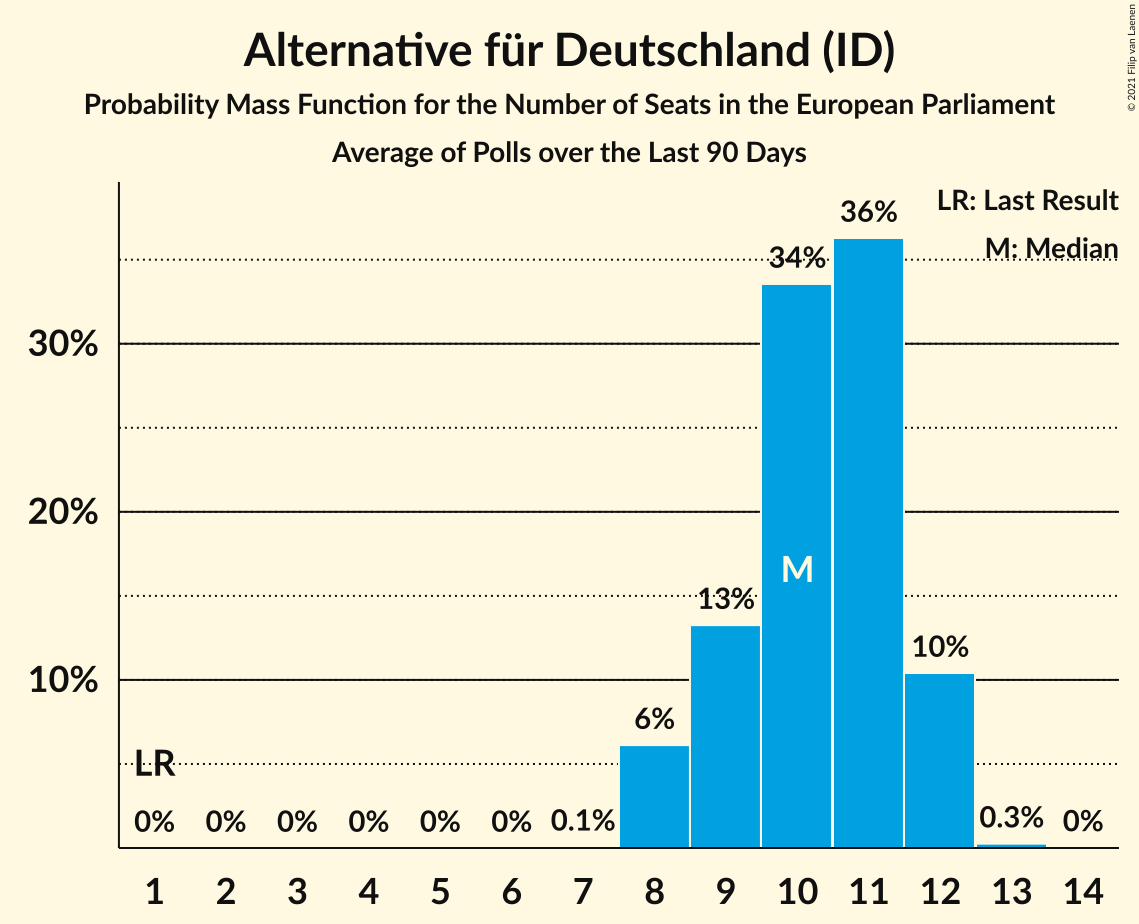 Alternative für Deutschland (ID)
Probability Mass Function for the Number of Seats in the European Parliament
Average of Polls over the Last 90 Days
© 2021 Filip van Laenen
LR: Last Result
M: Median
36%
34%
30%
20%
M
13%
10%
10%
6%
LR
0% 0% 0% 0% 0% 0% 0.1% 0.3% 0%
1 2 3 4 5 6 7 8 9 10 11 12 13 14